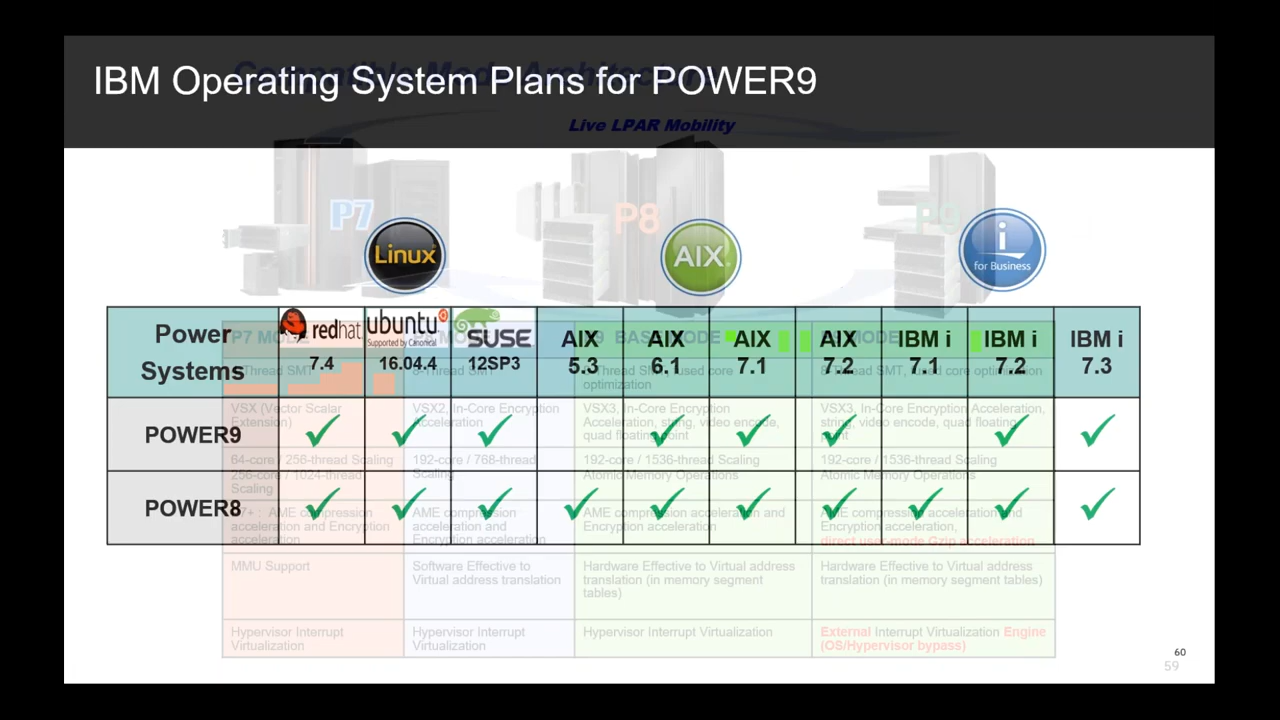 IBM Operating System Plans for POWER9
Live LPAR Mobility
P7
P8
P9
Linux
AIX
i
for Business
Power
Systems
redhat
7.4
ubuntu
Supported by Canonical
16.04.4
SUSE
12SP3
AIX
5.3
AIX
6.1
AIX
7.1
AIX
7.2
IBM i
7.1
IBM i
7.2
IBM i
7.3
POWER9
POWER8
VSX (Vector Scalar
Extension)
VSX2, In-Core Encryption
Acceleration
VSX3, In-Core Encryption
Acceleration, string, video encode,
quad floating point
VSX3, In-Core Encryption Acceleration,
string, video encode, quad floating
point
64-core / 256-thread Scaling
256-core / 1024-thread
Scaling
192-core / 768-thread
Scaling
192-core / 1536-thread Scaling
Atomic Memory Operations
192-core / 1536-thread Scaling
Atomic Memory Operations
AME compression
acceleration and Encryption
acceleration
AME compression
acceleration and
Encryption acceleration
AME compression acceleration and
Encryption acceleration
AME compression acceleration and
Encryption acceleration,
direct user-mode Gzip acceleration
MMU Support
Software Effective to
Virtual address translation
Hardware Effective to Virtual address
translation (in memory segment
tables)
Hardware Effective to Virtual address
translation (in memory segment tables)
Hypervisor Interrupt
Virtualization
Hypervisor Interrupt
Virtualization
Hypervisor Interrupt Virtualization
External Interrupt Virtualization Engine
(OS/Hypervisor bypass)
60
59